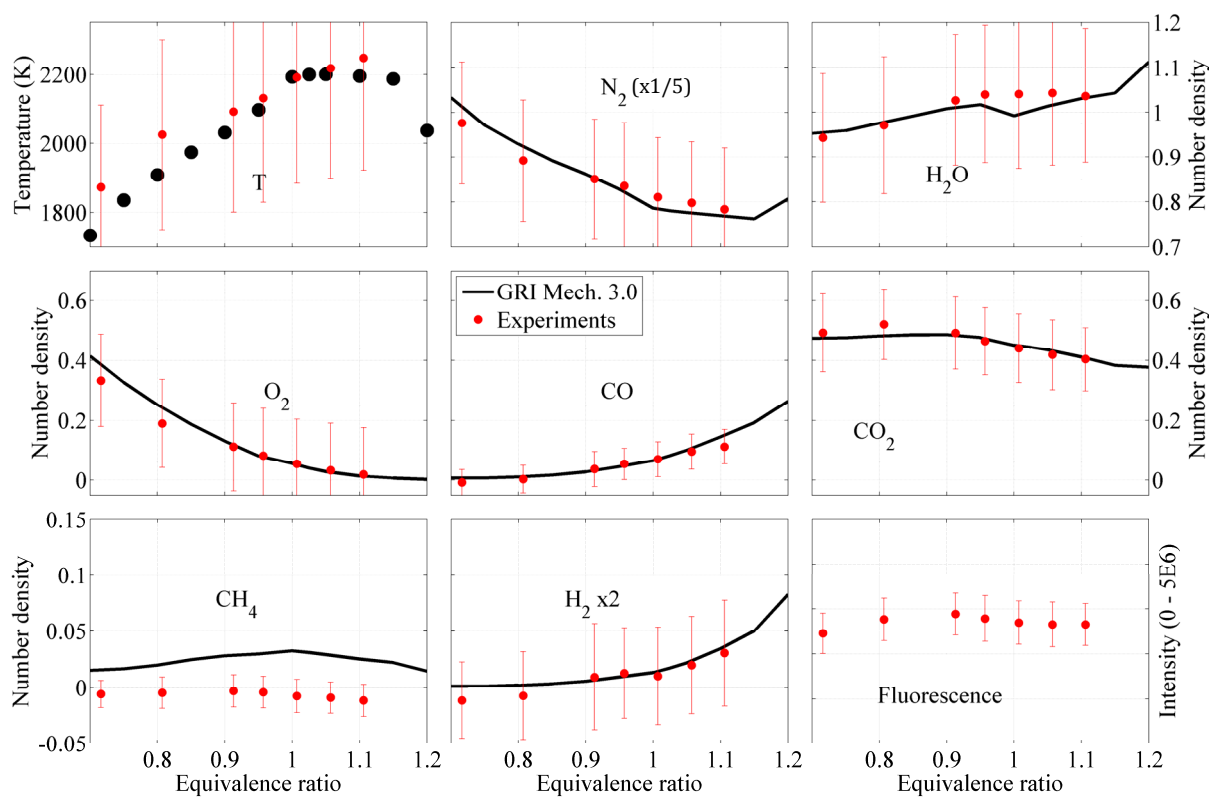 Temperature (K)
2200
2000
1800
T
N₂ (x1/5)
H₂O
1.2
1.1
1
0.9
0.8
0.7
Number density
Number density
0.6
0.4
0.2
0
O₂
GRI Mech. 3.0
Experiments
CO
CO₂
0.6
0.4
0.2
0
Number density
Number density
0.15
0.1
0.05
0
-0.05
CH₄
H₂ x2
Fluorescence
Intensity (0 - 5E6)
0.8 0.9 1 1.1 1.2
0.8 0.9 1 1.1 1.2
0.8 0.9 1 1.1 1.2
Equivalence ratio
Equivalence ratio
Equivalence ratio